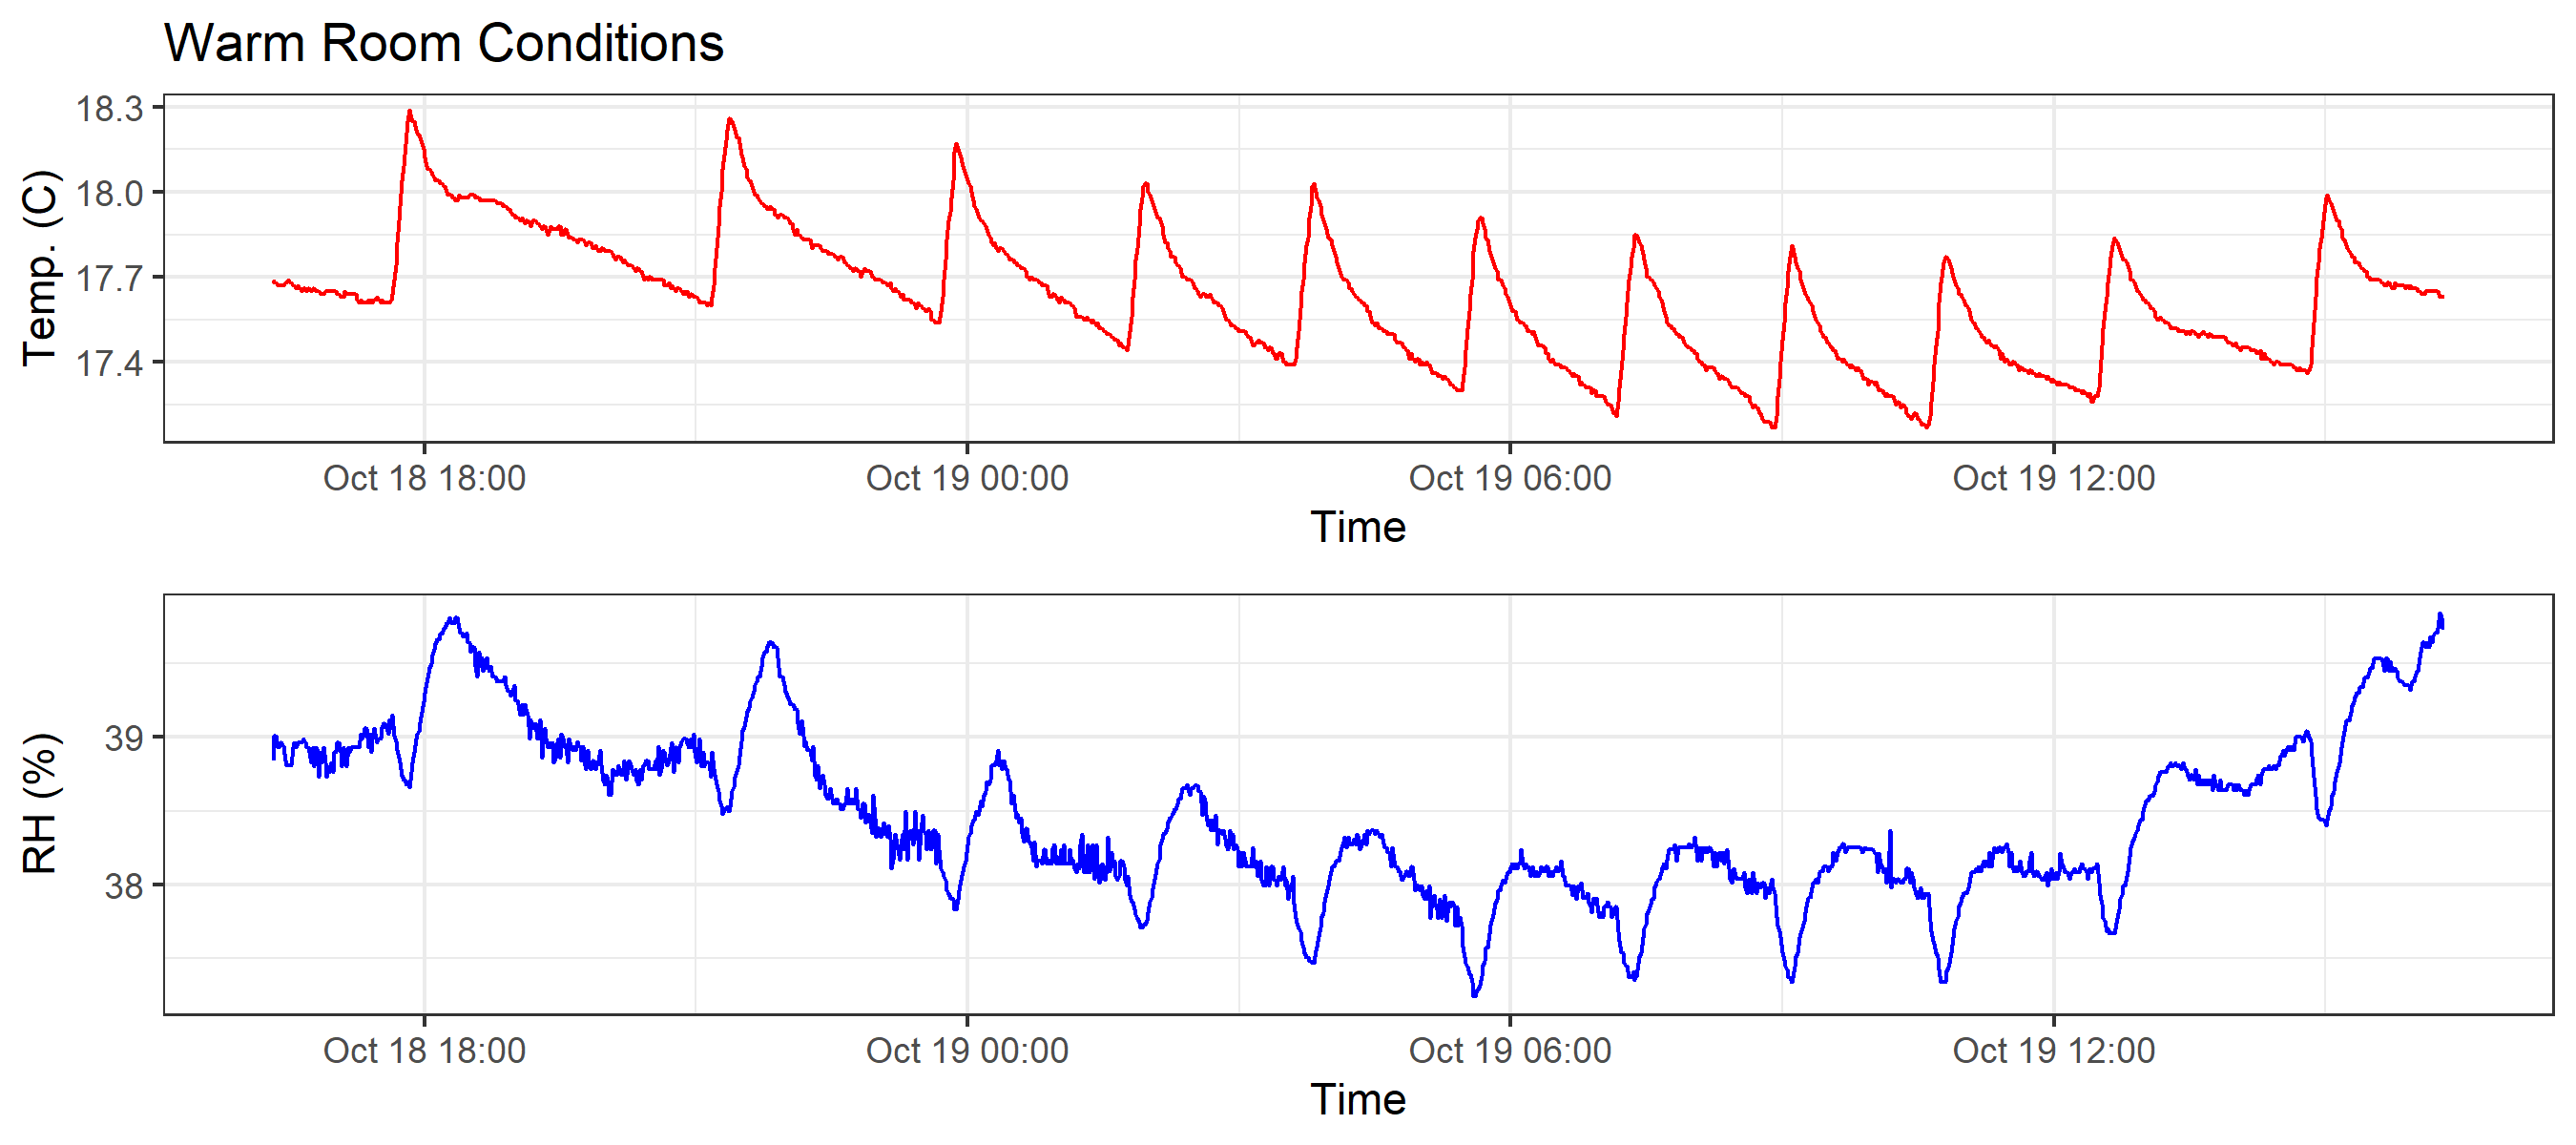 Warm Room Conditions
Temp. (C)
18.3
18.0
17.7
17.4
Oct 18 18:00 Oct 19 00:00 Oct 19 06:00 Oct 19 12:00
Time
RH (%)
39
38
Oct 18 18:00 Oct 19 00:00 Oct 19 06:00 Oct 19 12:00
Time